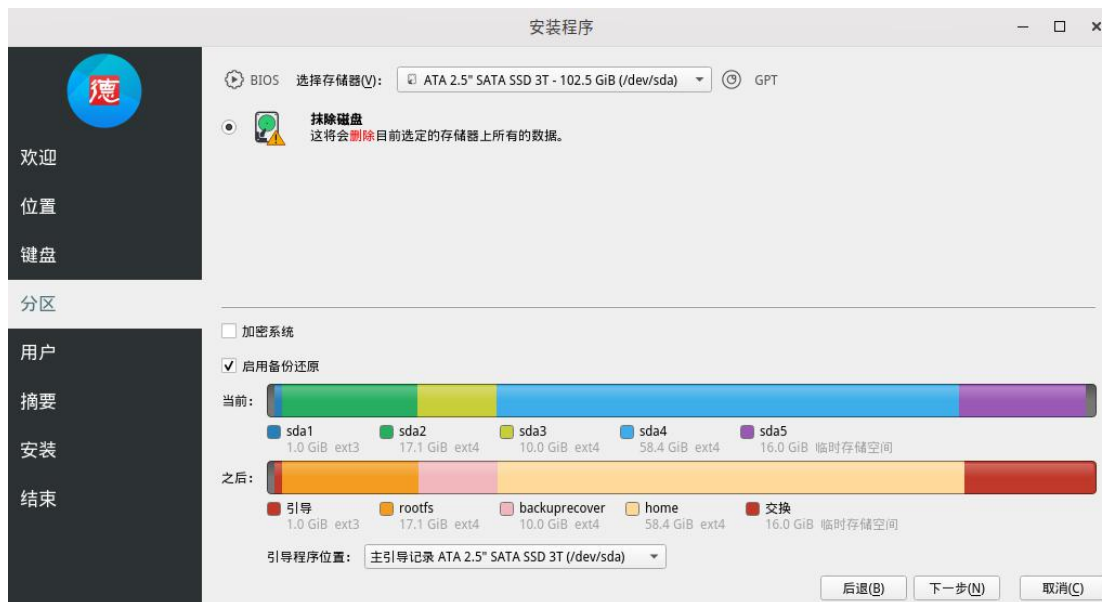 安装程序
德
欢迎
位置
键盘
分区
用户
摘要
安装
结束
BIOS 选择存储器(V): ATA 2.5" SATA SSD 3T - 102.5 GiB (/dev/sda) GPT
抹除磁盘
这将会删除目前选定的存储器上所有的数据。
加密系统
启用备份还原
当前:
sda1 sda2 sda3 sda4 sda5
1.0 GiB ext3 17.1 GiB ext4 10.0 GiB ext4 58.4 GiB ext4 16.0 GiB 临时存储空间
之后:
引导 rootfs backuprecover home 交换
1.0 GiB ext3 17.1 GiB ext4 10.0 GiB ext4 58.4 GiB ext4 16.0 GiB 临时存储空间
引导程序位置: 主引导记录 ATA 2.5" SATA SSD 3T (/dev/sda)
后退(B) 下一步(N) 取消(C)